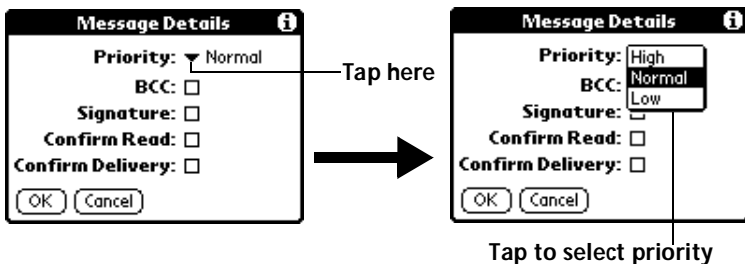 Message Details i
Priority: Normal
BCC:
Signature:
Confirm Read:
Confirm Delivery:
OK Cancel
Tap here
Message Details i
Priority: High
Normal
Low
BCC:
Signature:
Confirm Read:
Confirm Delivery:
OK Cancel
Tap to select priority